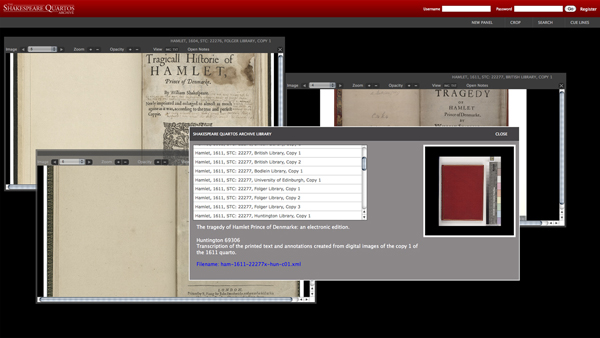 THE
SHAKESPEARE QUARTOS
ARCHIVE
Username
Password
Go
Register
NEW PANEL
CROP
SEARCH
CUE LINES
HAMLET, 1604, STC: 22276, FOLGER LIBRARY, COPY 1
Image
Zoom:
Opacity:
View
Open Notes
Tragicall Historie of
HAMLET,
Prince of Denmarke.
By William Shakespeare.
Newly imprinted and enlarged to almost as much
againe as it was, according to the true and perfect
Coppie.
HAMLET, 1611, STC: 22277, BRITISH LIBRARY, COPY 1
Image
Zoom:
Opacity:
View
Open Notes
TRAGEDY
OF
HAMLET
Prince of Denmarke.
Image
Zoom:
Opacity:
SHAKESPEARE QUARTOS ARCHIVE LIBRARY
CLOSE
Hamlet, 1611, STC: 22277, British Library, Copy 1
Hamlet, 1611, STC: 22277, British Library, Copy 2
Hamlet, 1611, STC: 22277, Bodlein Library, Copy 1
Hamlet, 1611, STC: 22277, University of Edinburgh, Copy 1
Hamlet, 1611, STC: 22277, Folger Library, Copy 1
Hamlet, 1611, STC: 22277, Folger Library, Copy 2
Hamlet, 1611, STC: 22277, Folger Library, Copy 3
Hamlet, 1611, STC: 22277, Huntington Library, Copy 1
The tragedy of Hamlet Prince of Denmarke: an electronic edition.
Huntington 69306
Transcription of the printed text and annotations created from digital images of the copy 1 of
the 1611 quarto.
Filename: ham-1611-22277x-hun-c01.xml